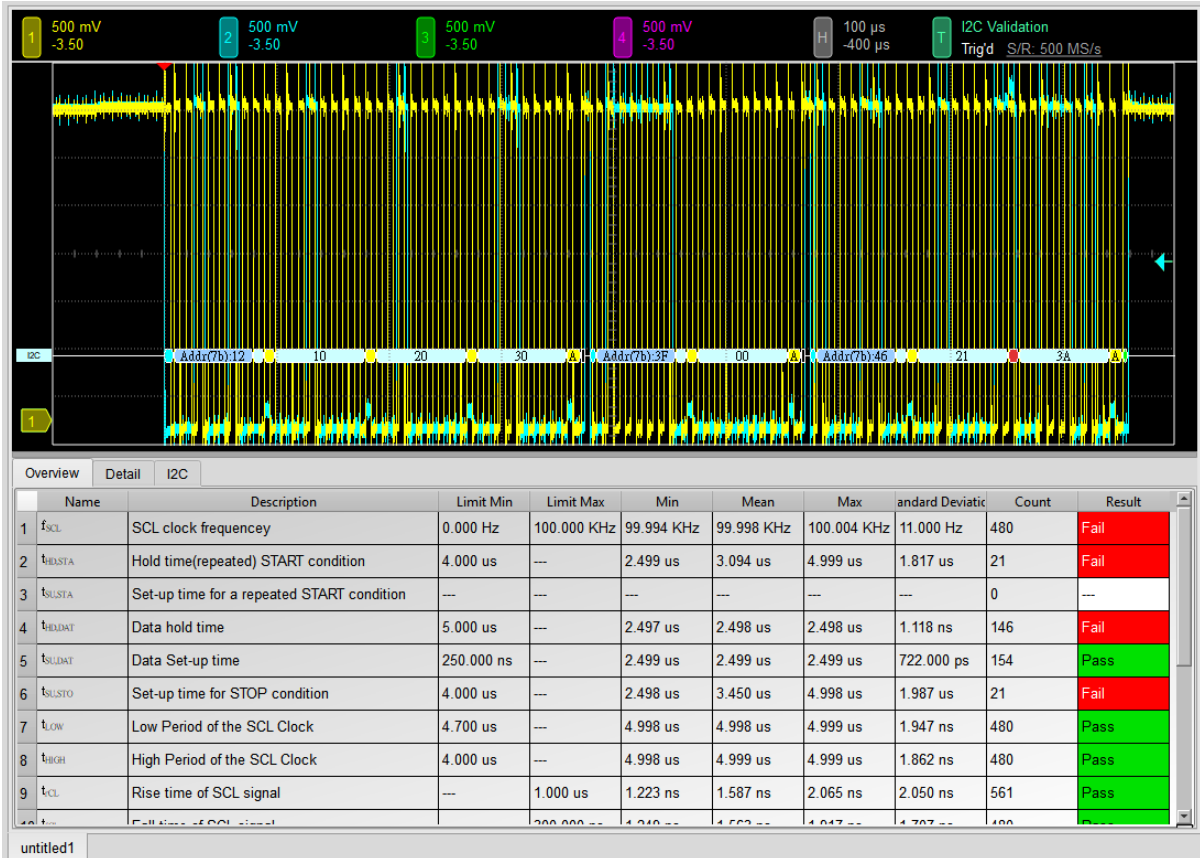 1 500 mV -3.50 2 500 mV -3.50 3 500 mV -3.50 4 500 mV -3.50 H 100 µs -400 µs T I2C Validation
Trig'd S/R: 500 MS/s
I2C Addr(7b):12 10 20 30 A Addr(7b):3F 00 A Addr(7b):46 21 3A A
1
Overview Detail I2C
Name Description Limit Min Limit Max Min Mean Max andard Deviatic Count Result
1 fSCL SCL clock frequencey 0.000 Hz 100.000 KHz 99.994 KHz 99.998 KHz 100.004 KHz 11.000 Hz 480 Fail
2 tHD,STA Hold time(repeated) START condition 4.000 us --- 2.499 us 3.094 us 4.999 us 1.817 us 21 Fail
3 tSU,STA Set-up time for a repeated START condition --- --- --- --- --- --- 0 ---
4 tHD,DAT Data hold time 5.000 us --- 2.497 us 2.498 us 2.498 us 1.118 ns 146 Fail
5 tSU,DAT Data Set-up time 250.000 ns --- 2.499 us 2.499 us 2.499 us 722.000 ps 154 Pass
6 tSU,STO Set-up time for STOP condition 4.000 us --- 2.498 us 3.450 us 4.998 us 1.987 us 21 Fail
7 tLOW Low Period of the SCL Clock 4.700 us --- 4.998 us 4.998 us 4.999 us 1.947 ns 480 Pass
8 tHIGH High Period of the SCL Clock 4.000 us --- 4.998 us 4.999 us 4.999 us 1.862 ns 480 Pass
9 trCL Rise time of SCL signal --- 1.000 us 1.223 ns 1.587 ns 2.065 ns 2.050 ns 561 Pass
untitled1